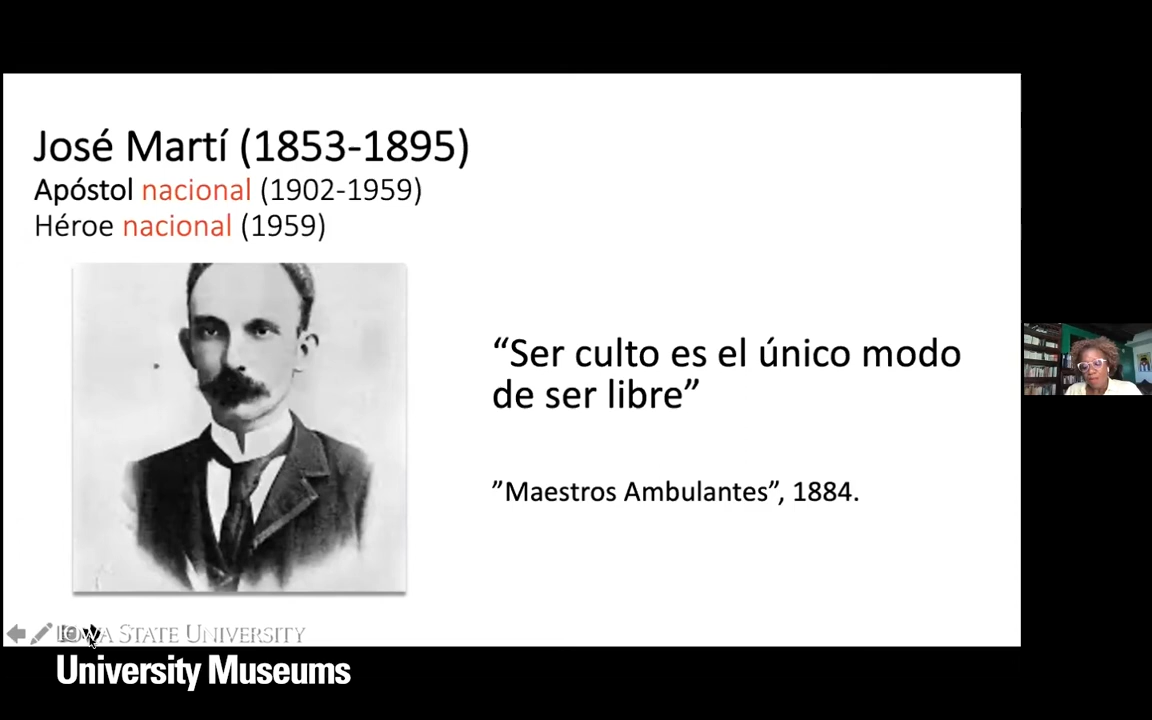 José Martí (1853-1895)
Apóstol nacional (1902-1959)
Héroe nacional (1959)
“Ser culto es el único modo
de ser libre”
”Maestros Ambulantes”, 1884.
IOWA STATE UNIVERSITY
University Museums